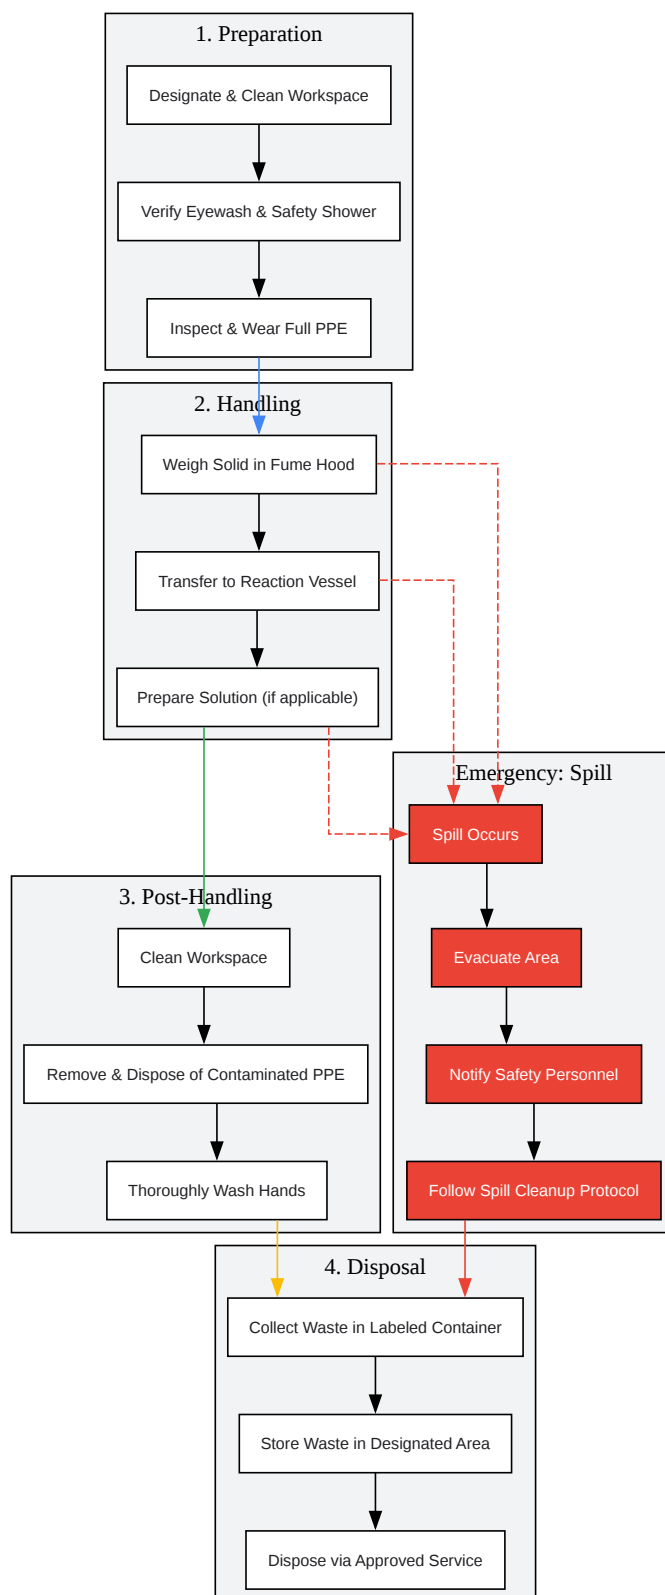 1. Preparation
Designate & Clean Workspace
Verify Eyewash & Safety Shower
Inspect & Wear Full PPE
2. Handling
Weigh Solid in Fume Hood
Transfer to Reaction Vessel
Prepare Solution (if applicable)
Emergency: Spill
Spill Occurs
Evacuate Area
Notify Safety Personnel
Follow Spill Cleanup Protocol
3. Post-Handling
Clean Workspace
Remove & Dispose of Contaminated PPE
Thoroughly Wash Hands
4. Disposal
Collect Waste in Labeled Container
Store Waste in Designated Area
Dispose via Approved Service